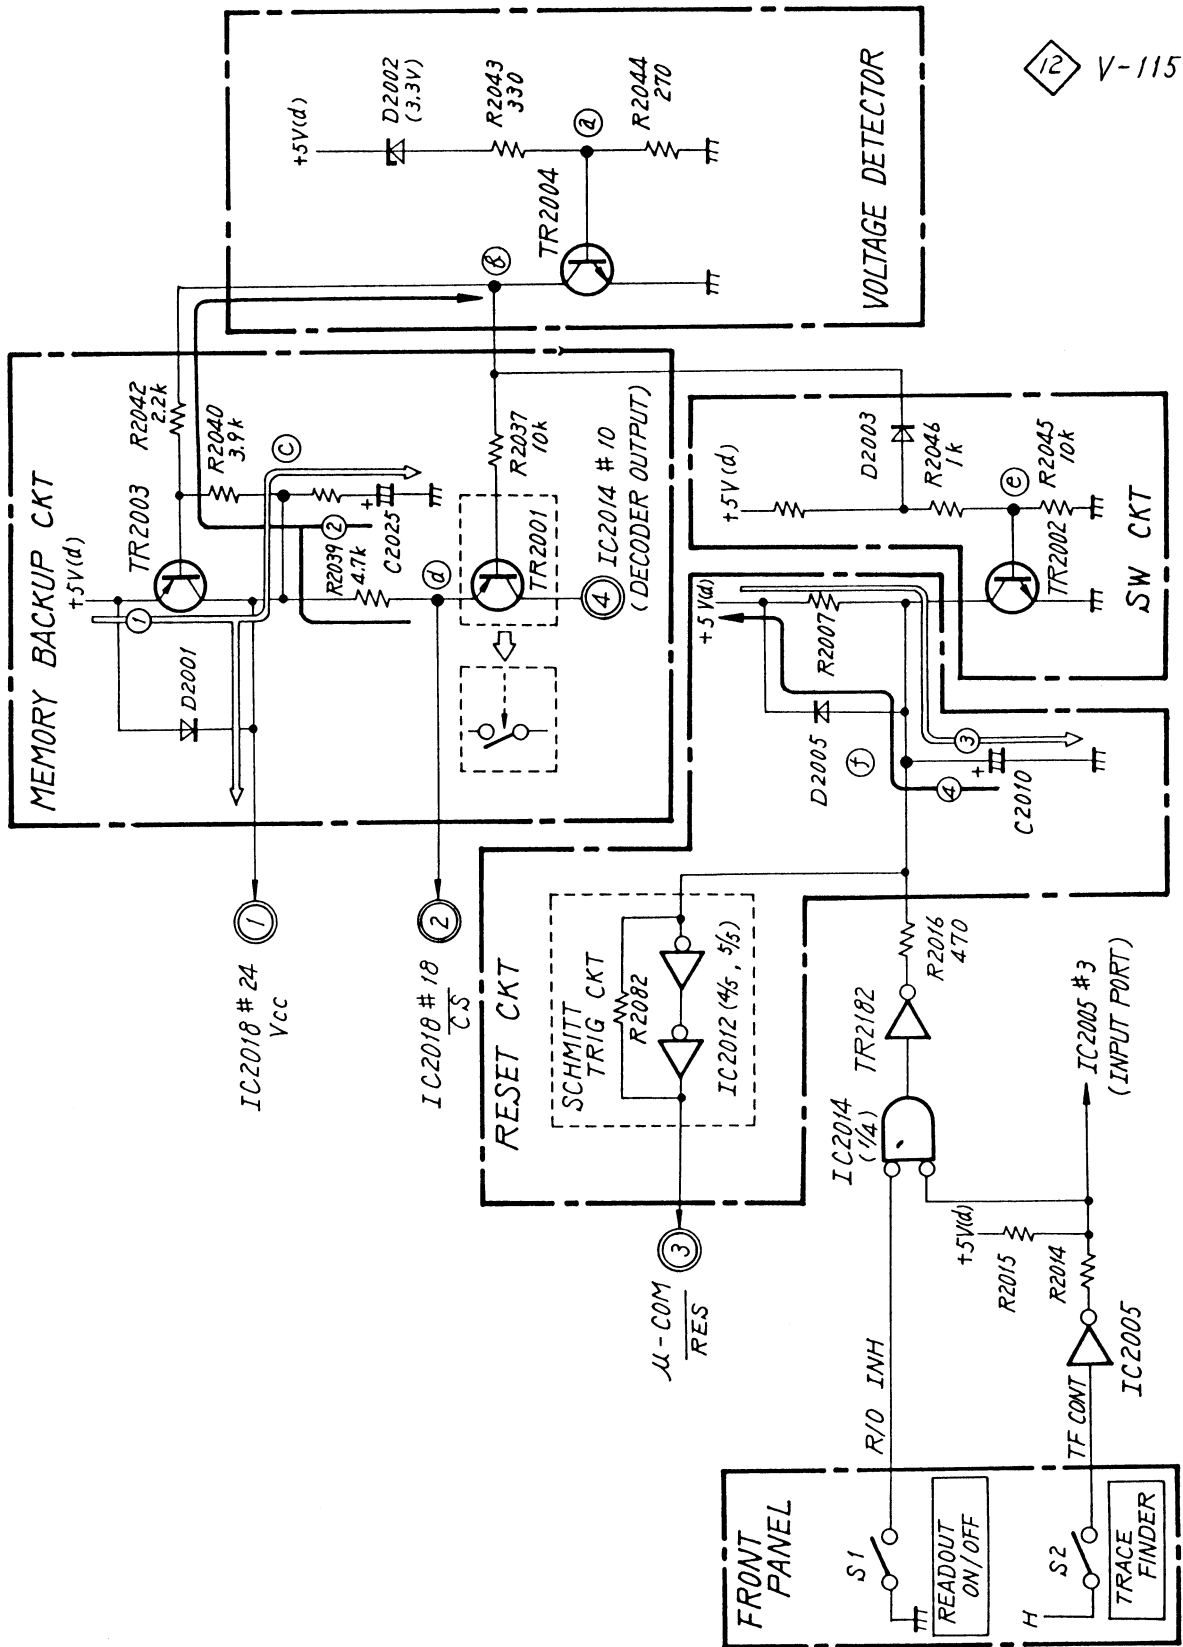 12 V-115
VOLTAGE DETECTOR
+5V(d)
D2002
(3.3V)
R2043
330
a
R2044
270
TR2004
b
MEMORY BACKUP CKT
+5V(d)
TR2003
R2042
2.2k
R2040
3.9k
C
1
2
D2001
R2039
4.7k
+
C2025
d
R2037
10k
TR2001
4
IC2014 #10
(DECODER OUTPUT)
1
IC2018 #24
Vcc
2
IC2018 #18
CS
SW CKT
+5V(d)
D2003
R2046
1k
e
R2045
10k
TR2002
RESET CKT
+5V(d)
R2007
D2005
f
3
4
+
C2010
SCHMITT
TRIG CKT
R2082
IC2012 (4/5, 5/5)
3
μ-COM
RES
R2016
470
TR2182
IC2014
(1/4)
IC2005 #3
(INPUT PORT)
+5V(d)
R2015
R2014
IC2005
R/O INH
TF CONT
FRONT
PANEL
S1
READOUT
ON/OFF
S2
H
TRACE
FINDER